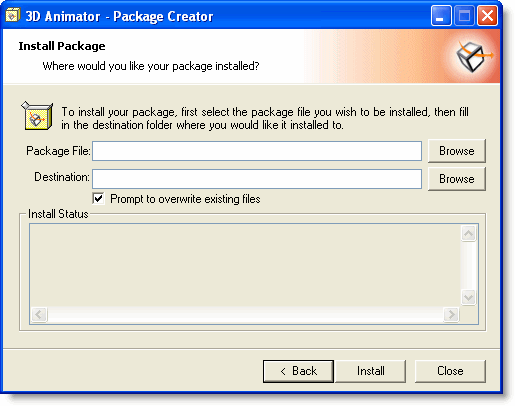 3D Animator - Package Creator
Install Package
Where would you like your package installed?
To install your package, first select the package file you wish to be installed, then fill
in the destination folder where you would like it installed to.
Package File:
Browse
Destination:
Browse
Prompt to overwrite existing files
Install Status
< Back
Install
Close